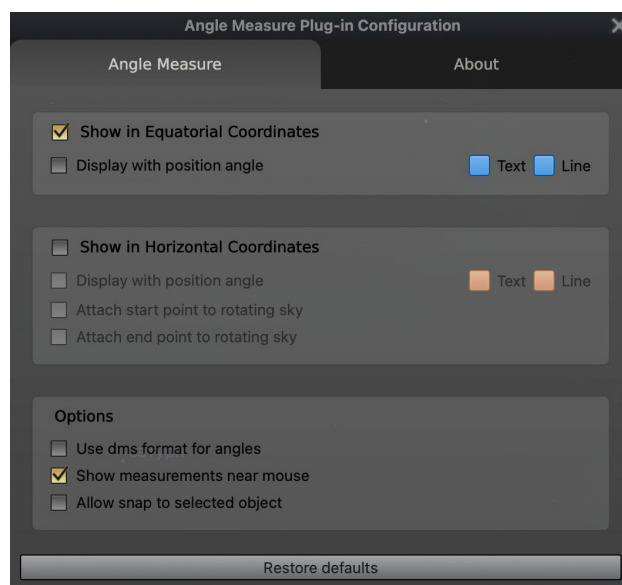 Angle Measure Plug-in Configuration
Angle Measure About
Show in Equatorial Coordinates
Display with position angle Text Line
Show in Horizontal Coordinates
Display with position angle Text Line
Attach start point to rotating sky
Attach end point to rotating sky
Options
Use dms format for angles
Show measurements near mouse
Allow snap to selected object
Restore defaults